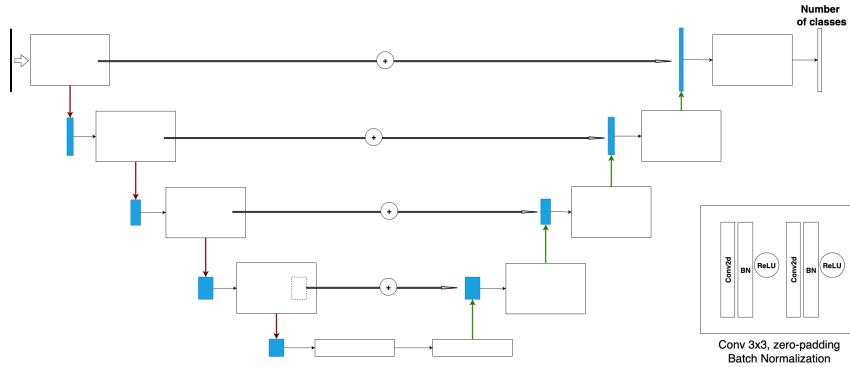 Number
of classes
+
+
+
+
Conv2d
BN
ReLU
Conv2d
BN
ReLU
Conv 3x3, zero-padding
Batch Normalization